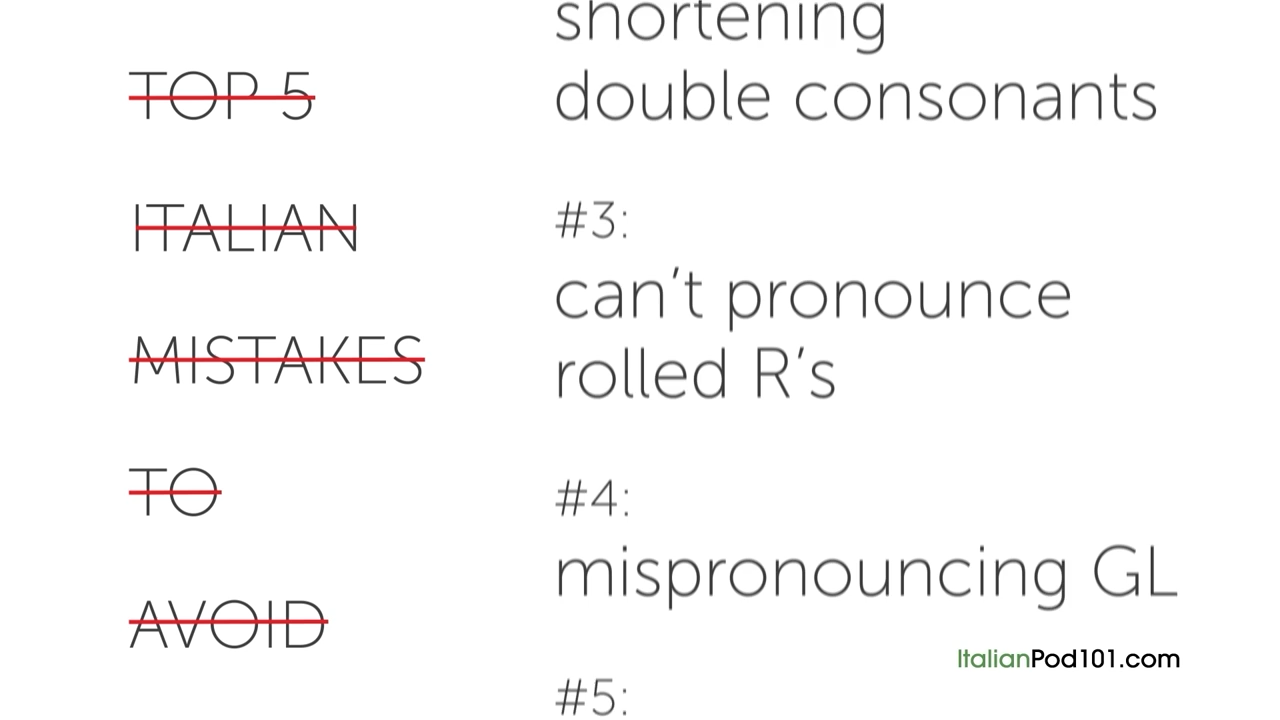 TOP 5
ITALIAN
MISTAKES
TO
AVOID
shortening
double consonants
#3:
can't pronounce
rolled R's
#4:
mispronouncing GL
#5:
ItalianPod101.com